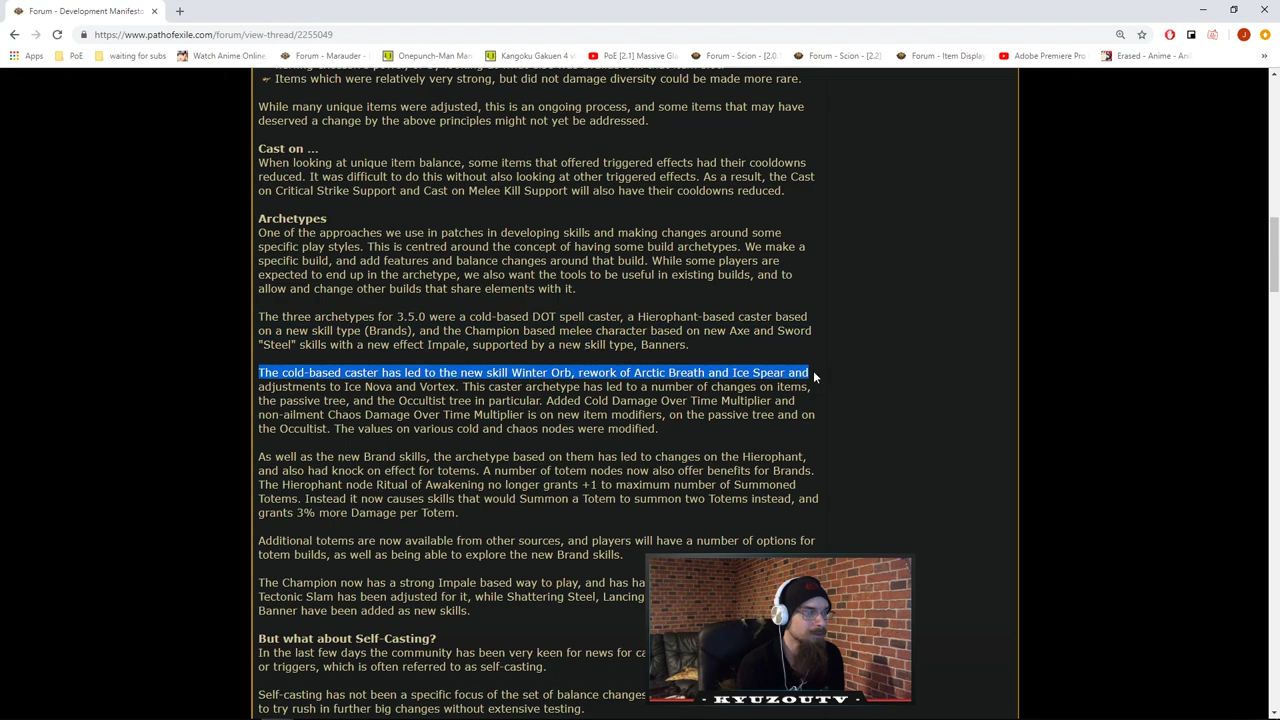 Forum - Development Manifesto
https://www.pathofexile.com/forum/view-thread/2255049
Apps PoE waiting for subs Watch Anime Online Forum - Marauder - Onepunch-Man Man Kangoku Gakuen 4 PoE [2.1] Massive Forum - Scion - [2.0 Forum - Scion - [2.2] Forum - Item Display Adobe Premiere Pro Erased - Anime - An
Items which were relatively very strong, but did not damage diversity could be made more rare.
While many unique items were adjusted, this is an ongoing process, and some items that may have
deserved a change by the above principles might not yet be addressed.
Cast on ...
When looking at unique item balance, some items that offered triggered effects had their cooldowns
reduced. It was difficult to do this without also looking at other triggered effects. As a result, the Cast
on Critical Strike Support and Cast on Melee Kill Support will also have their cooldowns reduced.
Archetypes
One of the approaches we use in patches in developing skills and making changes around some
specific play styles. This is centred around the concept of having some build archetypes. We make a
specific build, and add features and balance changes around that build. While some players are
expected to end up in the archetype, we also want the tools to be useful in existing builds, and to
allow and change other builds that share elements with it.
The three archetypes for 3.5.0 were a cold-based DOT spell caster, a Hierophant-based caster based
on a new skill type (Brands), and the Champion based melee character based on new Axe and Sword
"Steel" skills with a new effect Impale, supported by a new skill type, Banners.
The cold-based caster has led to the new skill Winter Orb, rework of Arctic Breath and Ice Spear and
adjustments to Ice Nova and Vortex. This caster archetype has led to a number of changes on items,
the passive tree, and the Occultist tree in particular. Added Cold Damage Over Time Multiplier and
non-ailment Chaos Damage Over Time Multiplier is on new item modifiers, on the passive tree and on
the Occultist. The values on various cold and chaos nodes were modified.
As well as the new Brand skills, the archetype based on them has led to changes on the Hierophant,
and also had knock on effect for totems. A number of totem nodes now also offer benefits for Brands.
The Hierophant node Ritual of Awakening no longer grants +1 to maximum number of Summoned
Totems. Instead it now causes skills that would Summon a Totem to summon two Totems instead, and
grants 3% more Damage per Totem.
Additional totems are now available from other sources, and players will have a number of options for
totem builds, as well as being able to explore the new Brand skills.
The Champion now has a strong Impale based way to play, and has ha
Tectonic Slam has been adjusted for it, while Shattering Steel, Lancing
Banner have been added as new skills.
But what about Self-Casting?
In the last few days the community has been very keen for news for ca
or triggers, which is often referred to as self-casting.
Self-casting has not been a specific focus of the set of balance changes
to try rush in further big changes without extensive testing.
- KYUZOUTV -